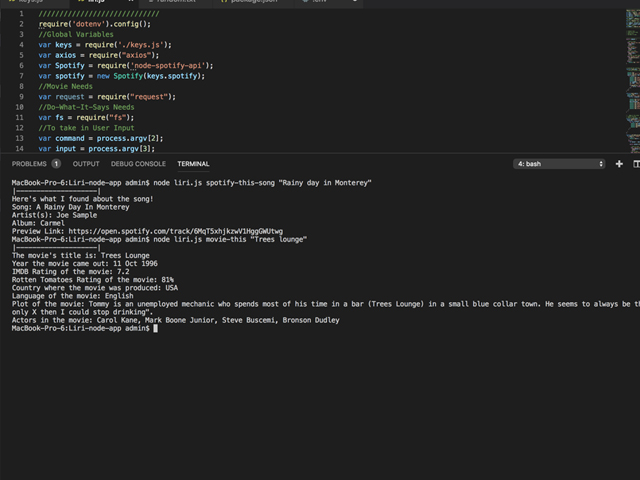 keys.js
liri.js
random.txt
package.json
.env
1 /////////////////////////////
2 require('dotenv').config();
3 //Global Variables
4 var keys = require('./keys.js');
5 var axios = require("axios");
6 var Spotify = require('node-spotify-api');
7 var spotify = new Spotify(keys.spotify);
8 //Movie Needs
9 var request = require("request");
10 //Do-What-It-Says Needs
11 var fs = require("fs");
12 //To take in User Input
13 var command = process.argv[2];
14 var input = process.argv[3];
PROBLEMS 1 OUTPUT DEBUG CONSOLE TERMINAL 4: bash
MacBook-Pro-6:Liri-node-app admin$ node liri.js spotify-this-song "Rainy day in Monterey"
|--------------------|
Here's what I found about the song!
Song: A Rainy Day In Monterey
Artist(s): Joe Sample
Album: Carmel
Preview Link: https://open.spotify.com/track/6MqT5xhjkzwV1HggGWUtwg
MacBook-Pro-6:Liri-node-app admin$ node liri.js movie-this "Trees lounge"
|--------------------|
The movie's title is: Trees Lounge
Year the movie came out: 11 Oct 1996
IMDB Rating of the movie: 7.2
Rotten Tomatoes Rating of the movie: 81%
Country where the movie was produced: USA
Language of the movie: English
Plot of the movie: Tommy is an unemployed mechanic who spends most of his time in a bar (Trees Lounge) in a small blue collar town. He seems to always be th
only X then I could stop drinking".
Actors in the movie: Carol Kane, Mark Boone Junior, Steve Buscemi, Bronson Dudley
MacBook-Pro-6:Liri-node-app admin$